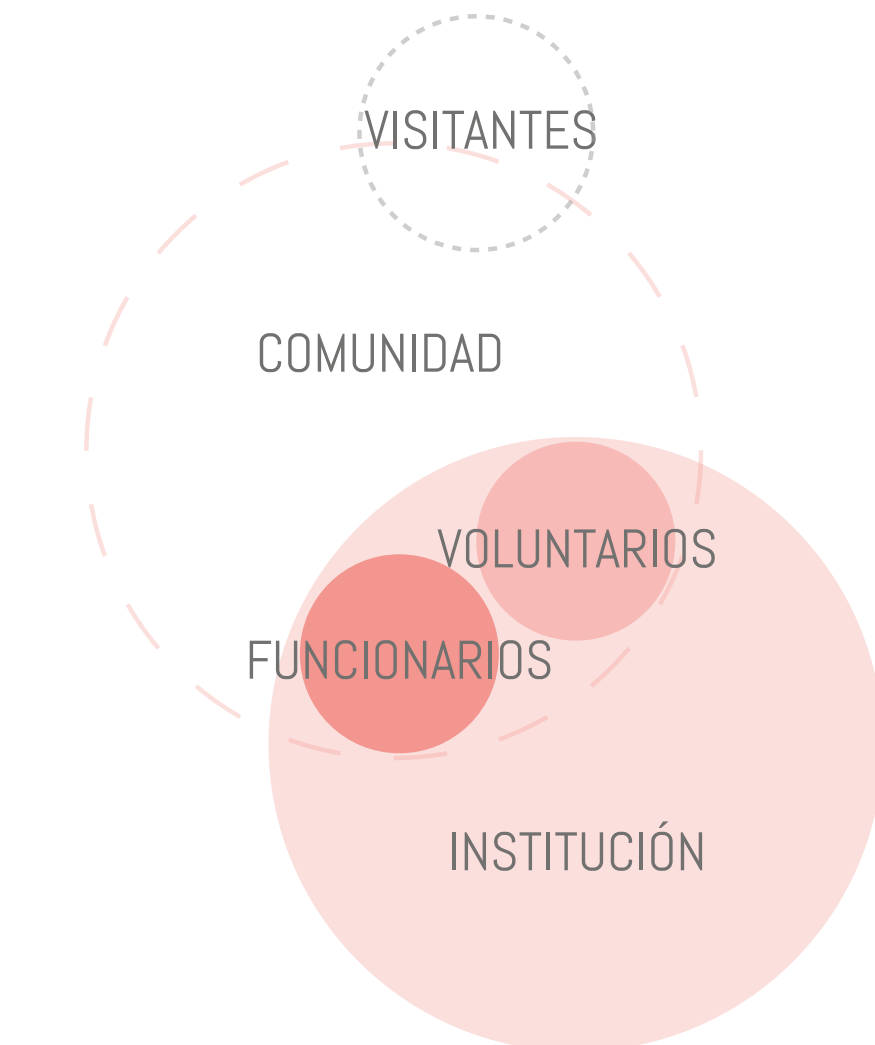 VISITANTES
COMUNIDAD
VOLUNTARIOS
FUNCIONARIOS
INSTITUCIÓN